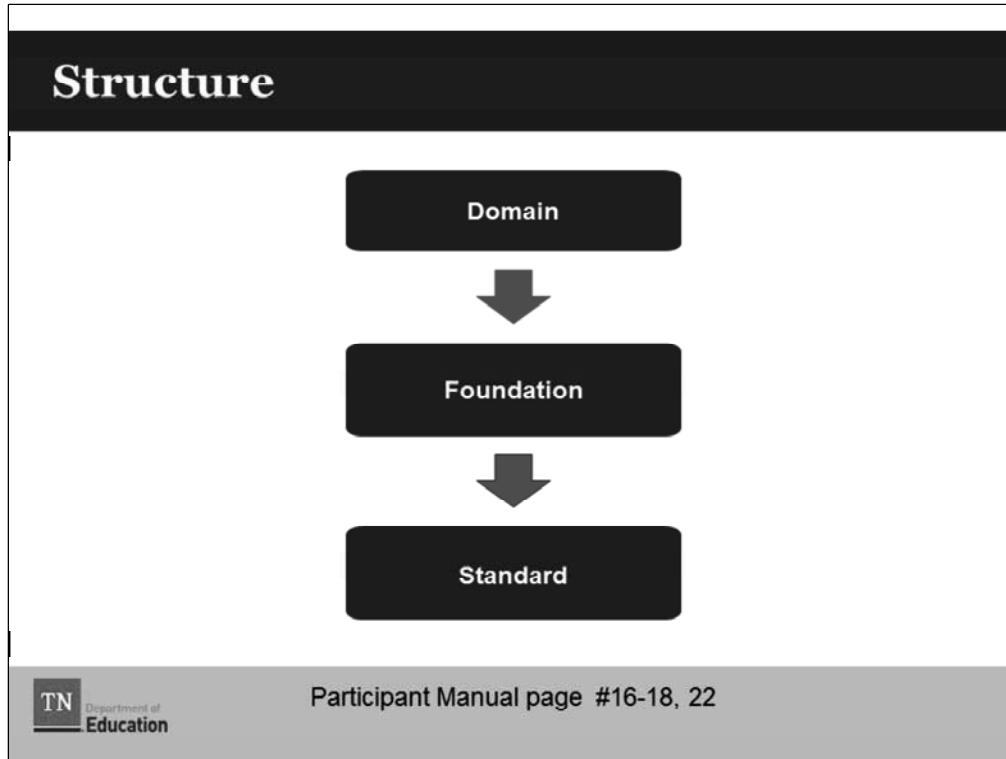 Structure
Domain
Foundation
Standard
TN
Department of
Education
Participant Manual page #16-18, 22